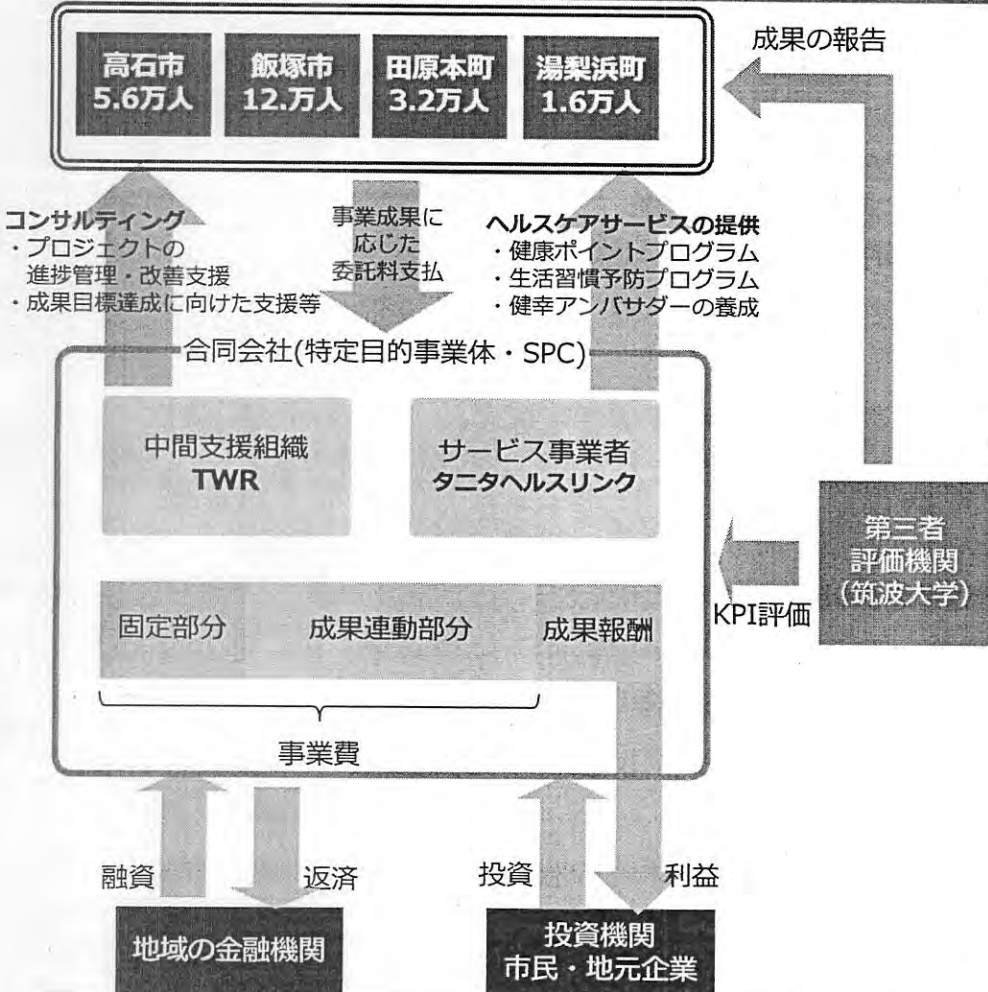 高石市
5.6万人
飯塚市
12.万人
田原本町
3.2万人
湯梨浜町
1.6万人
成果の報告
コンサルティング
・プロジェクトの
進捗管理・改善支援
・成果目標達成に向けた支援等
事業成果に
応じた
委託料支払
ヘルスケアサービスの提供
・健康ポイントプログラム
・生活習慣予防プログラム
・健幸アンバサダーの養成
合同会社(特定目的事業体・SPC)
中間支援組織
TWR
サービス事業者
タニタヘルスリンク
第三者
評価機関
(筑波大学)
KPI評価
固定部分
成果連動部分
成果報酬
事業費
融資
返済
投資
利益
地域の金融機関
投資機関
市民・地元企業